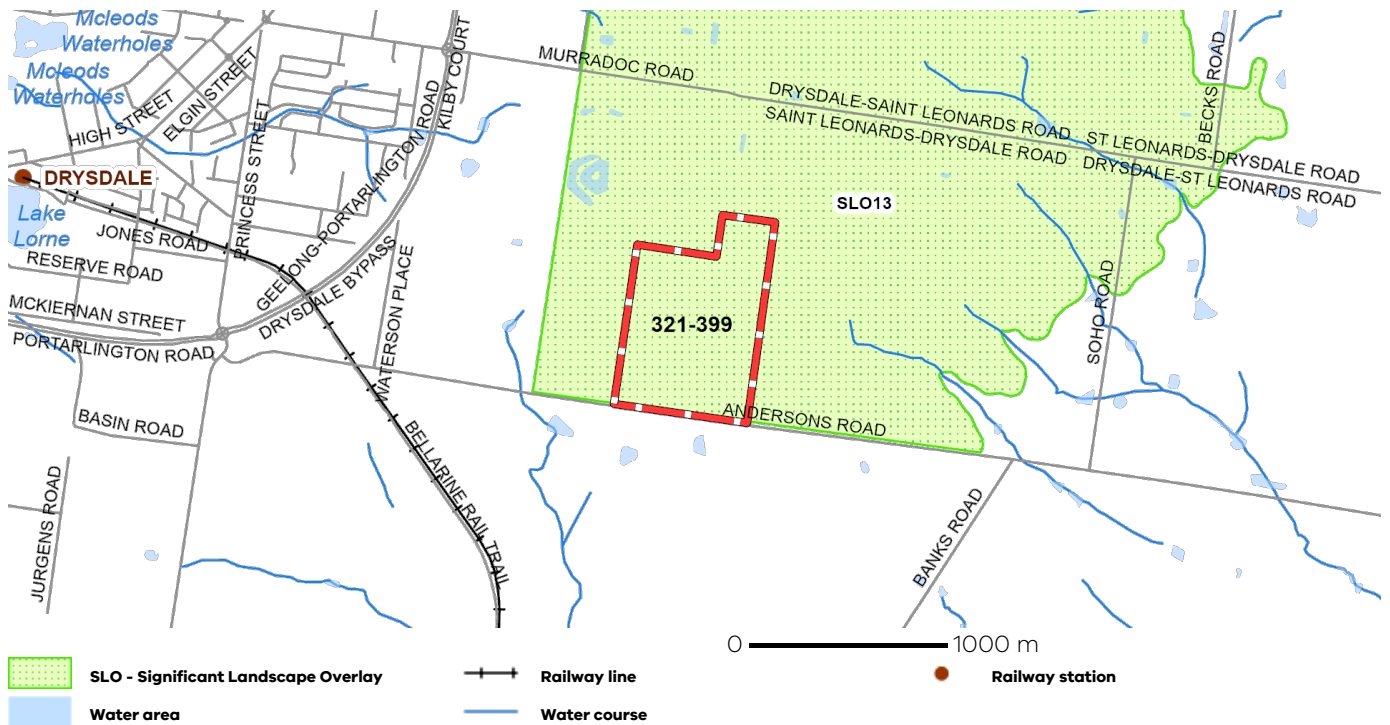 Mcleods
Waterholes
Mcleods
Waterholes
HIGH STREET
ELGIN STREET
PRINCESS STREET
KILBY COURT
MURRADOC ROAD
DRYSDALE-SAINT LEONARDS ROAD
SAINT LEONARDS-DRYSDALE ROAD
ST LEONARDS-DRYSDALE ROAD
DRYSDALE-ST LEONARDS ROAD
BECKS ROAD
DRYSDALE
Lake
Lorne
JONES ROAD
RESERVE ROAD
GEELONG-PORTARLINGTON ROAD
DRYSDALE BYPASS
WATERSON PLACE
SLO13
MCKIERNAN STREET
PORTARLINGTON ROAD
321-399
SOHO ROAD
BASIN ROAD
ANDERSONS ROAD
JURGENS ROAD
BELLARINE RAIL TRAIL
BANKS ROAD
0 1000 m
SLO - Significant Landscape Overlay
Railway line
Railway station
Water area
Water course